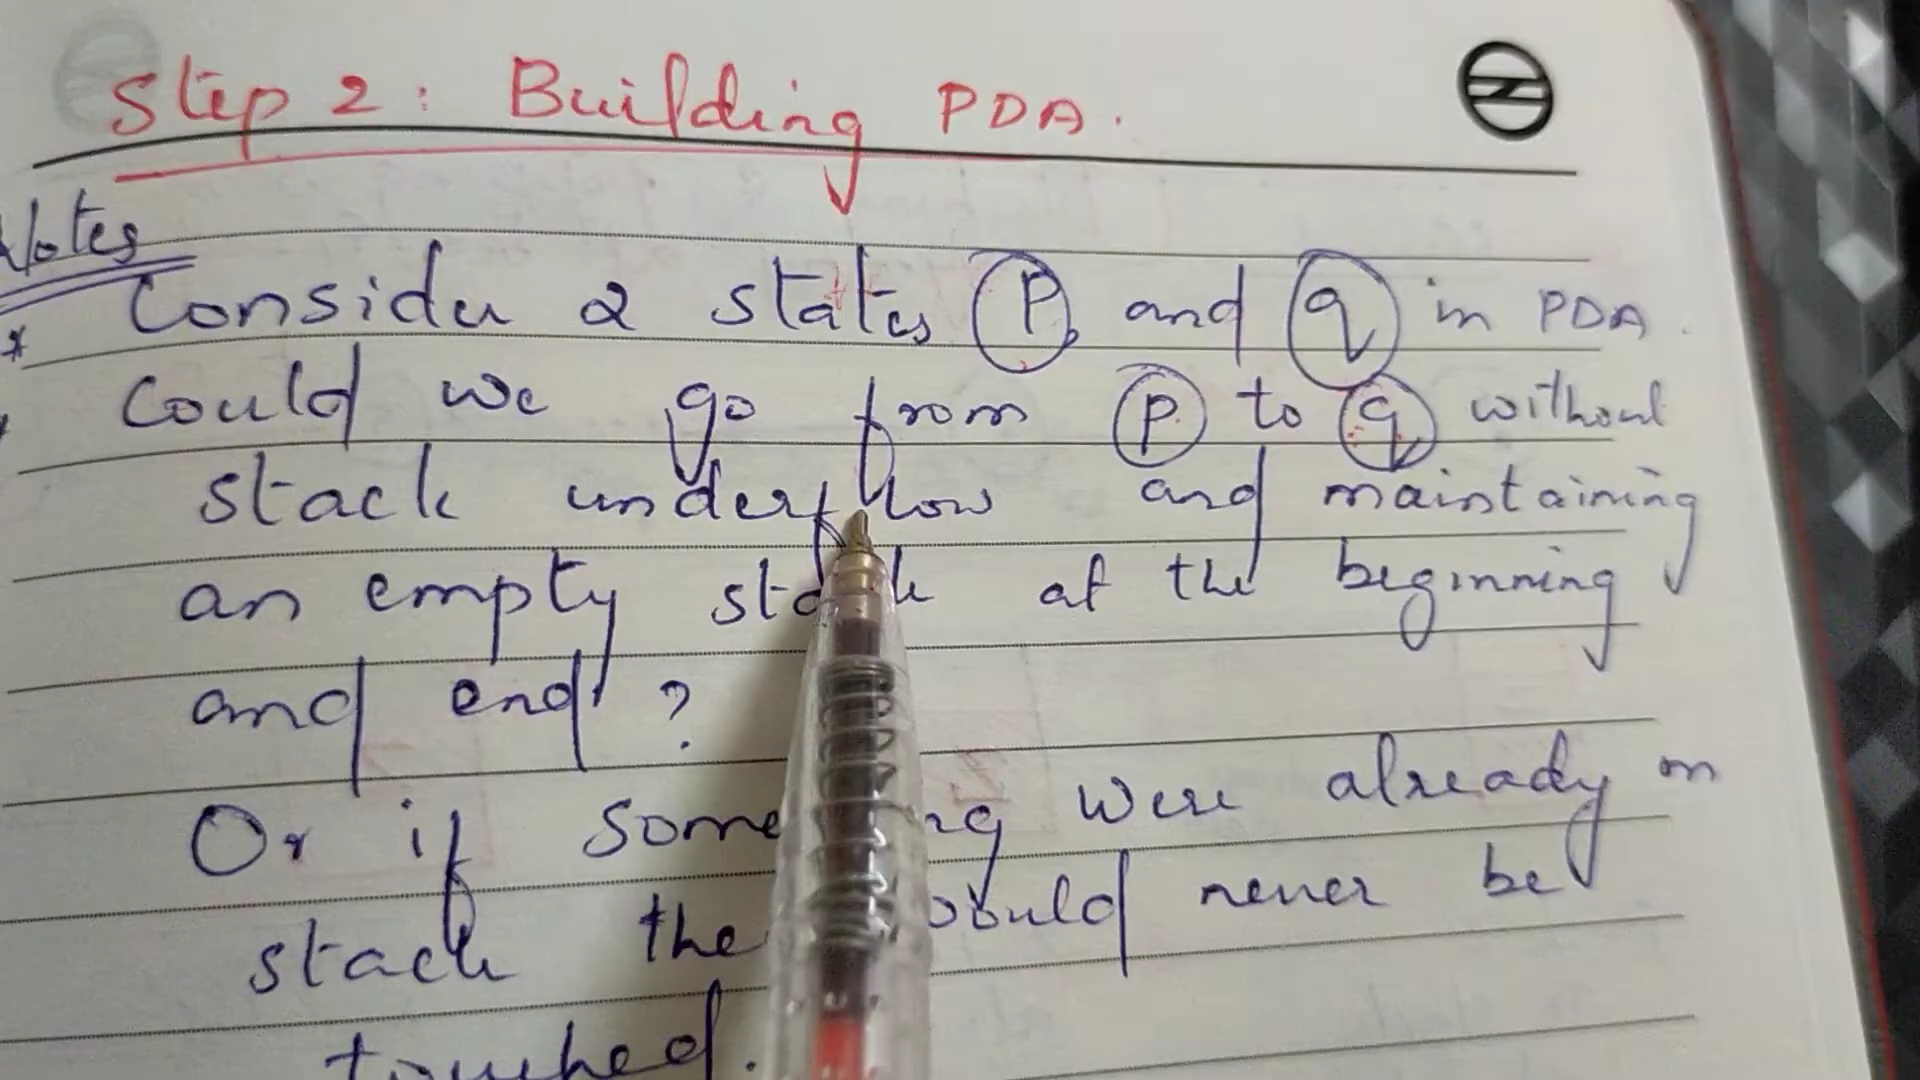 Step 2: Building PDA.
Notes
* Consider 2 states P and q in PDA.
Could we go from P to q without
stack underflow and maintaining
an empty stack at the beginning
and end?
Or if something were already on
stack would never be
touched.